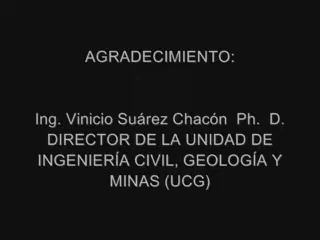 AGRADECIMIENTO:
Ing. Vinicio Suárez Chacón Ph. D.
DIRECTOR DE LA UNIDAD DE
INGENIERÍA CIVIL, GEOLOGÍA Y
MINAS (UCG)